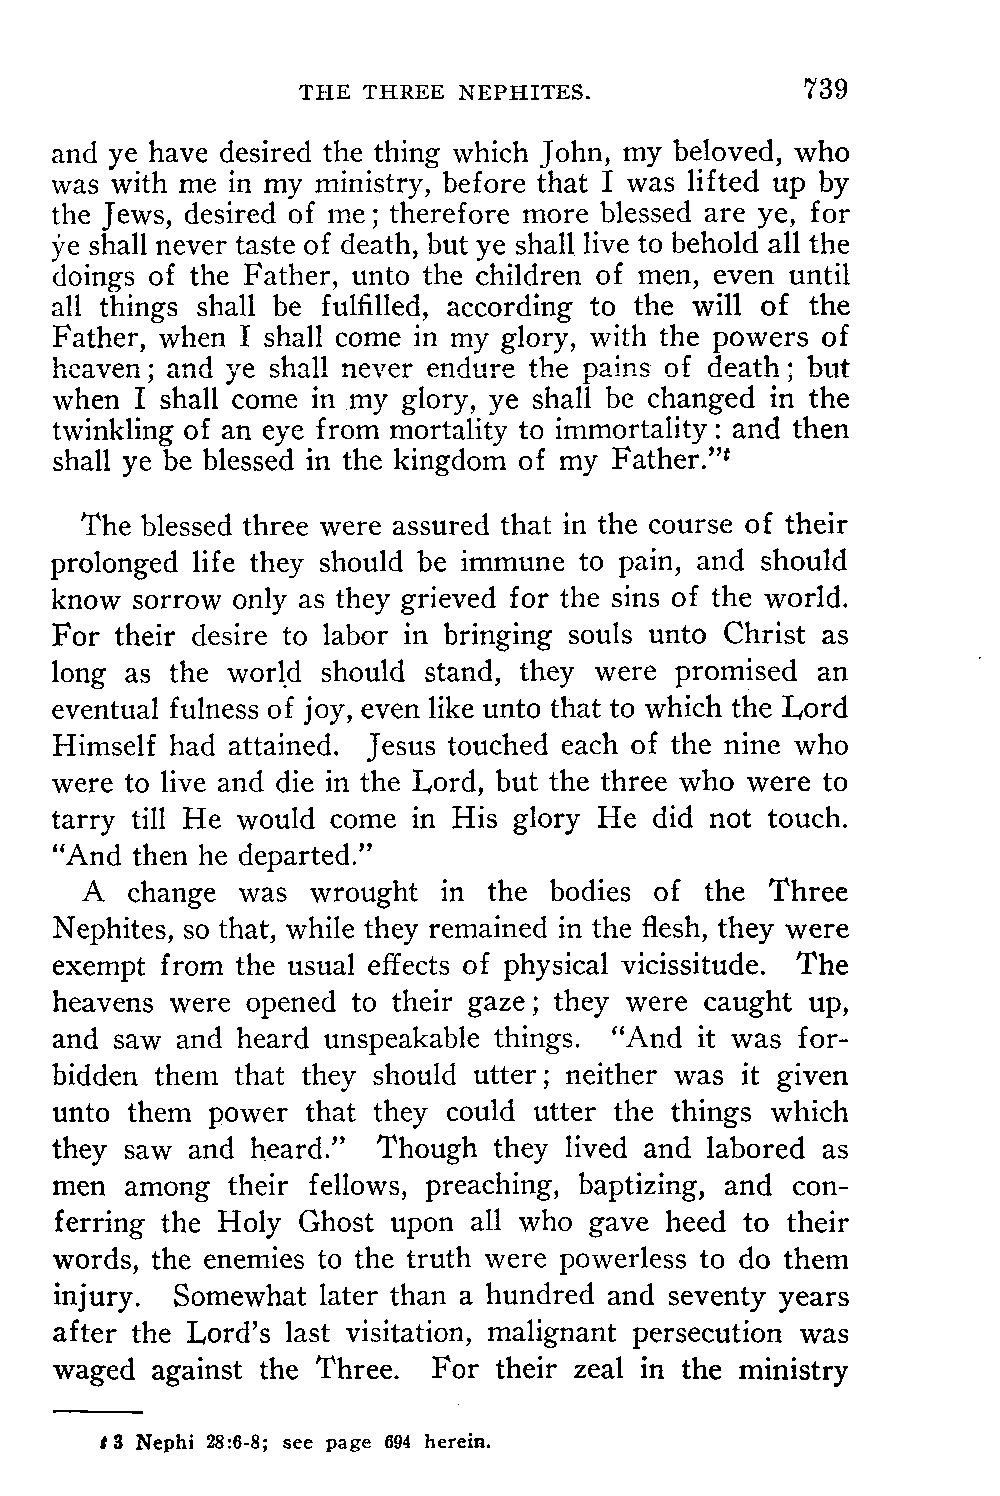 THE THREE NEPHITES. 739
and ye have desired the thing which John, my beloved, who
was with me in my ministry, before that I was lifted up by
the Jews, desired of me; therefore more blessed are ye, for
ye shall never taste of death, but ye shall live to behold all the
doings of the Father, unto the children of men, even until
all things shall be fulfilled, according to the will of the
Father, when I shall come in my glory, with the powers of
heaven; and ye shall never endure the pains of death; but
when I shall come in my glory, ye shall be changed in the
twinkling of an eye from mortality to immortality: and then
shall ye be blessed in the kingdom of my Father."t
The blessed three were assured that in the course of their
prolonged life they should be immune to pain, and should
know sorrow only as they grieved for the sins of the world.
For their desire to labor in bringing souls unto Christ as
long as the world should stand, they were promised an
eventual fulness of joy, even like unto that to which the Lord
Himself had attained. Jesus touched each of the nine who
were to live and die in the Lord, but the three who were to
tarry till He would come in His glory He did not touch.
"And then he departed."
A change was wrought in the bodies of the Three
Nephites, so that, while they remained in the flesh, they were
exempt from the usual effects of physical vicissitude. The
heavens were opened to their gaze; they were caught up,
and saw and heard unspeakable things. "And it was for-
bidden them that they should utter; neither was it given
unto them power that they could utter the things which
they saw and heard." Though they lived and labored as
men among their fellows, preaching, baptizing, and con-
ferring the Holy Ghost upon all who gave heed to their
words, the enemies to the truth were powerless to do them
injury. Somewhat later than a hundred and seventy years
after the Lord's last visitation, malignant persecution was
waged against the Three. For their zeal in the ministry
t 3 Nephi 28:6-8; see page 694 herein.